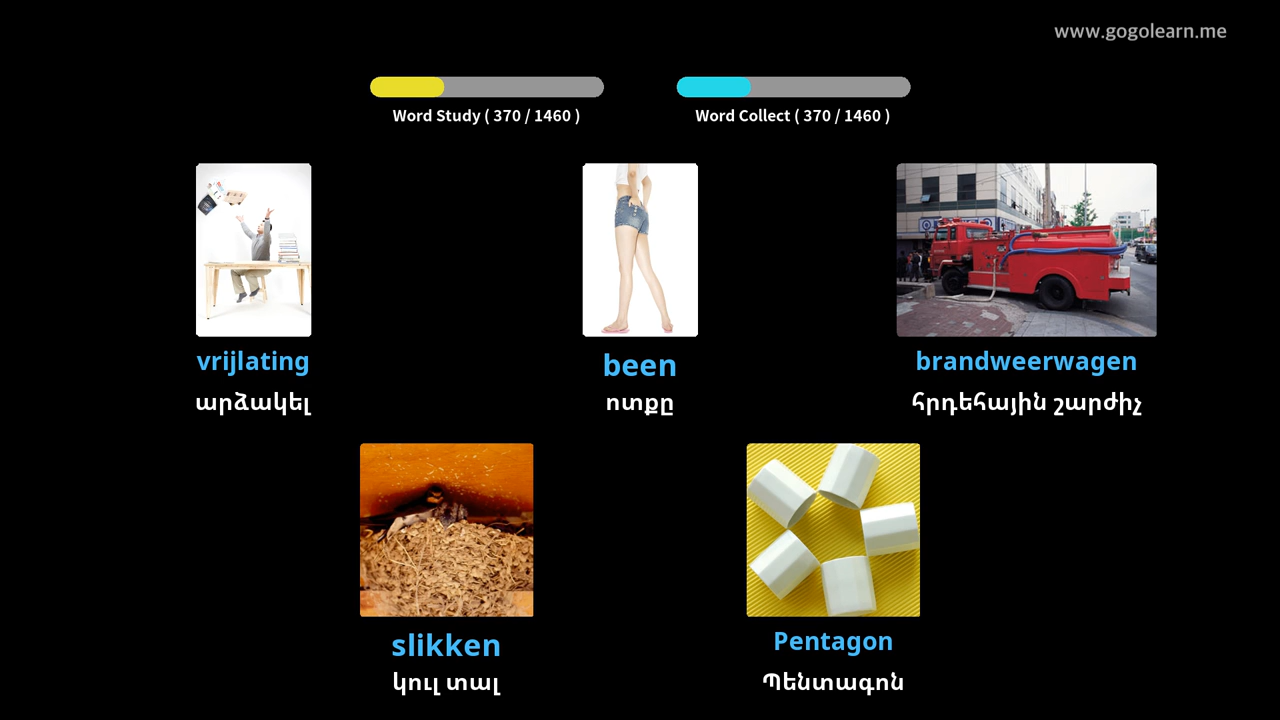 www.gogolearn.me
Word Study ( 370 / 1460 )
Word Collect ( 370 / 1460 )
vrijlating
been
brandweerwagen
արձակել
ոտքը
հրդեհային շարժիչ
slikken
Pentagon
կուլ տալ
Պենտագոն